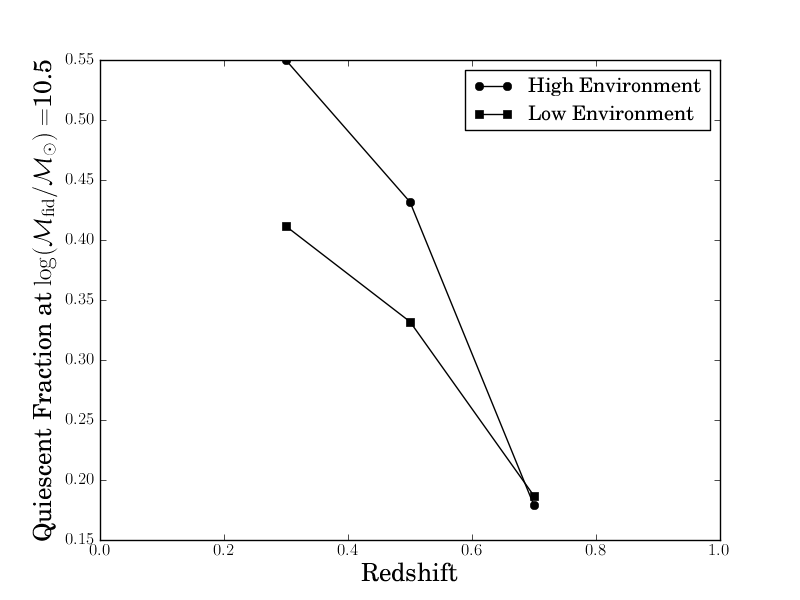 High Environment
Low Environment
0.55
0.50
0.45
0.40
0.35
0.30
0.25
0.20
0.15
0.0 0.2 0.4 0.6 0.8 1.0
Redshift
Quiescent Fraction at log(ℳ_fid/ℳ_⊙) =10.5